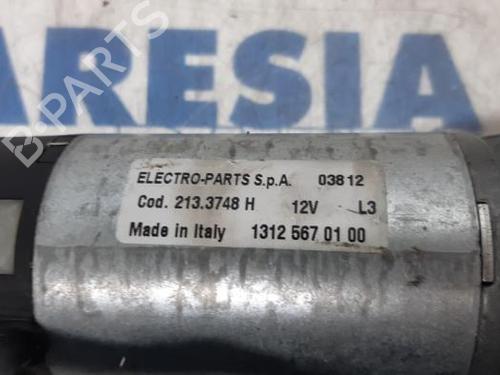 ARESIA
B-PARTS
ELECTRO-PARTS S.p.A. 03812
Cod. 213.3748 H 12V L3
Made in Italy 1312 567 01 00